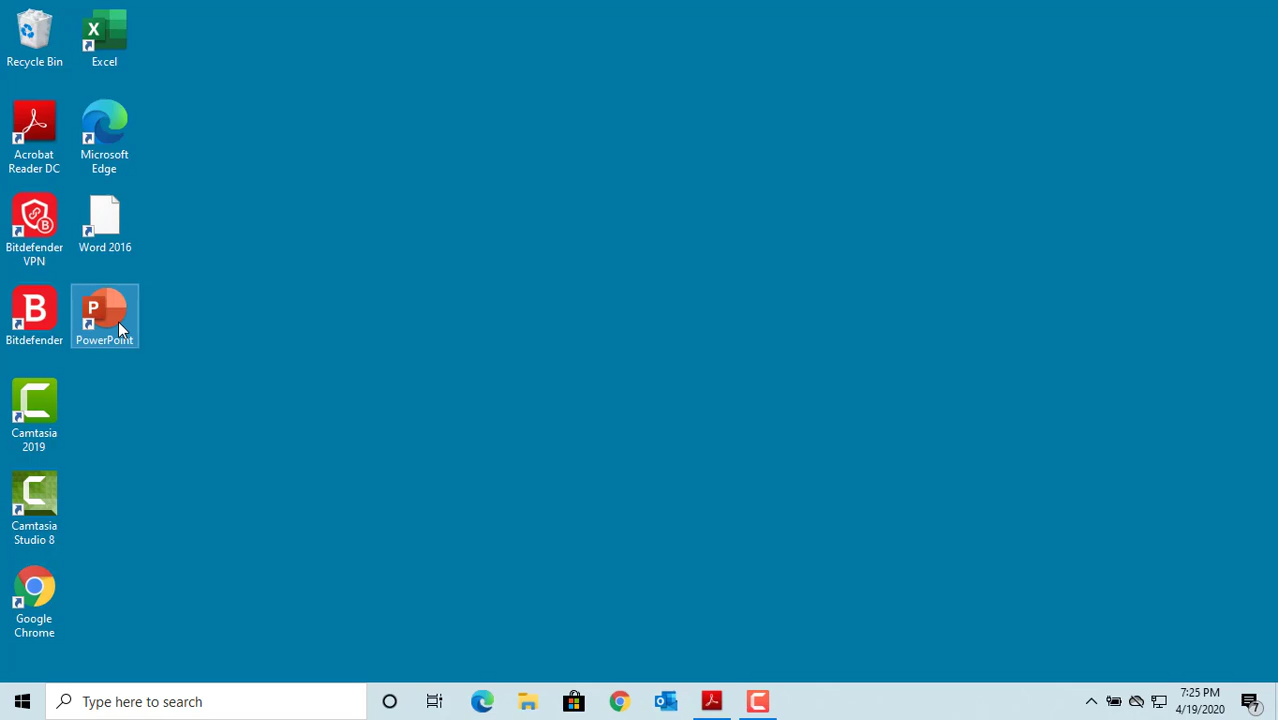 Recycle Bin
Excel
Acrobat
Reader DC
Microsoft
Edge
Bitdefender
VPN
Word 2016
Bitdefender
PowerPoint
Camtasia
2019
Camtasia
Studio 8
Google
Chrome
Type here to search
7:25 PM
4/19/2020
7